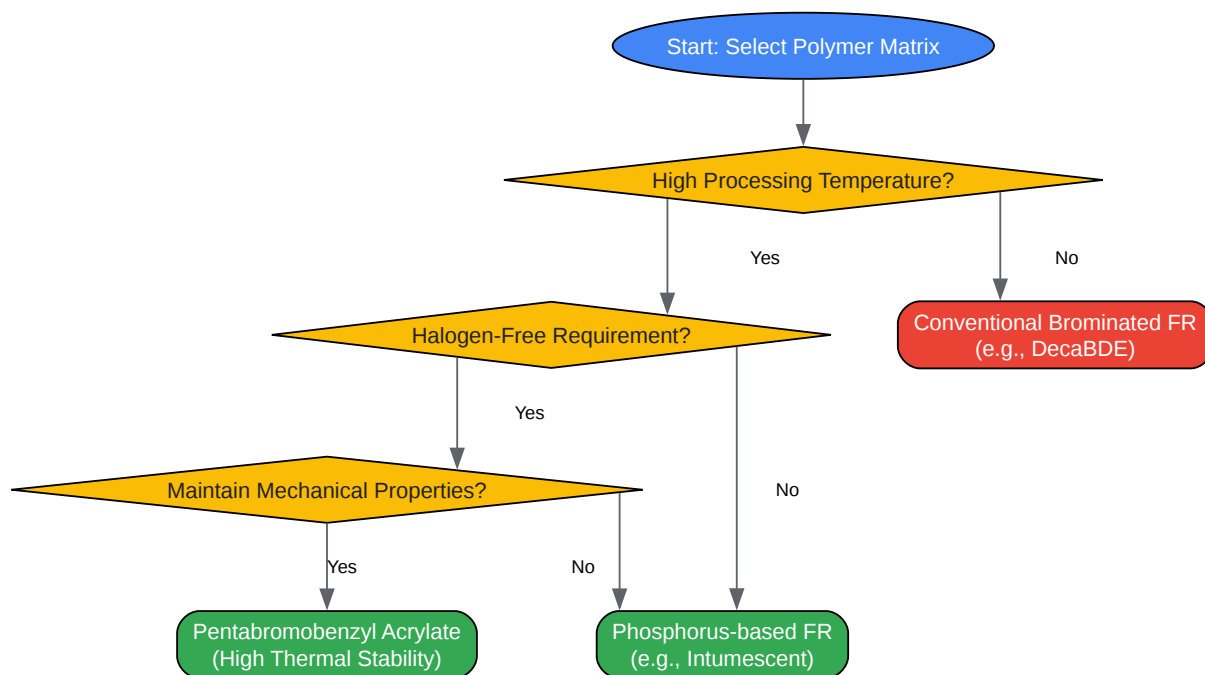 Start: Select Polymer Matrix
High Processing Temperature?
Yes
No
Halogen-Free Requirement?
Conventional Brominated FR
(e.g., DecaBDE)
Yes
Maintain Mechanical Properties?
No
Yes
No
Pentabromobenzyl Acrylate
(High Thermal Stability)
Phosphorus-based FR
(e.g., Intumescent)